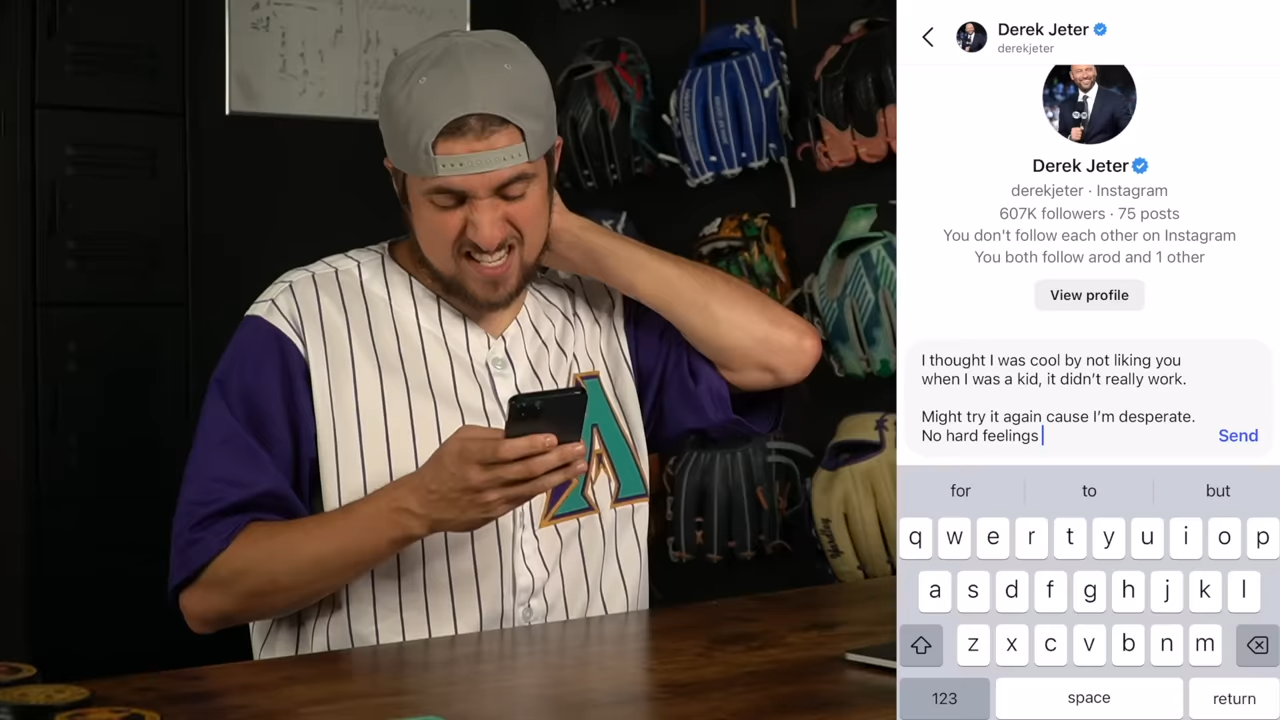 Derek Jeter
derekjeter
Derek Jeter
derekjeter · Instagram
607K followers · 75 posts
You don't follow each other on Instagram
You both follow arod and 1 other
View profile
I thought I was cool by not liking you
when I was a kid, it didn't really work.
Might try it again cause I'm desperate.
No hard feelings
Send
for to but
q w e r t y u i o p
a s d f g h j k l
z x c v b n m
123 space return
A